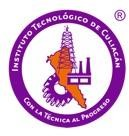 INSTITUTO TECNOLÓGICO DE CULIACÁN
CON LA TÉCNICA AL PROGRESO
®